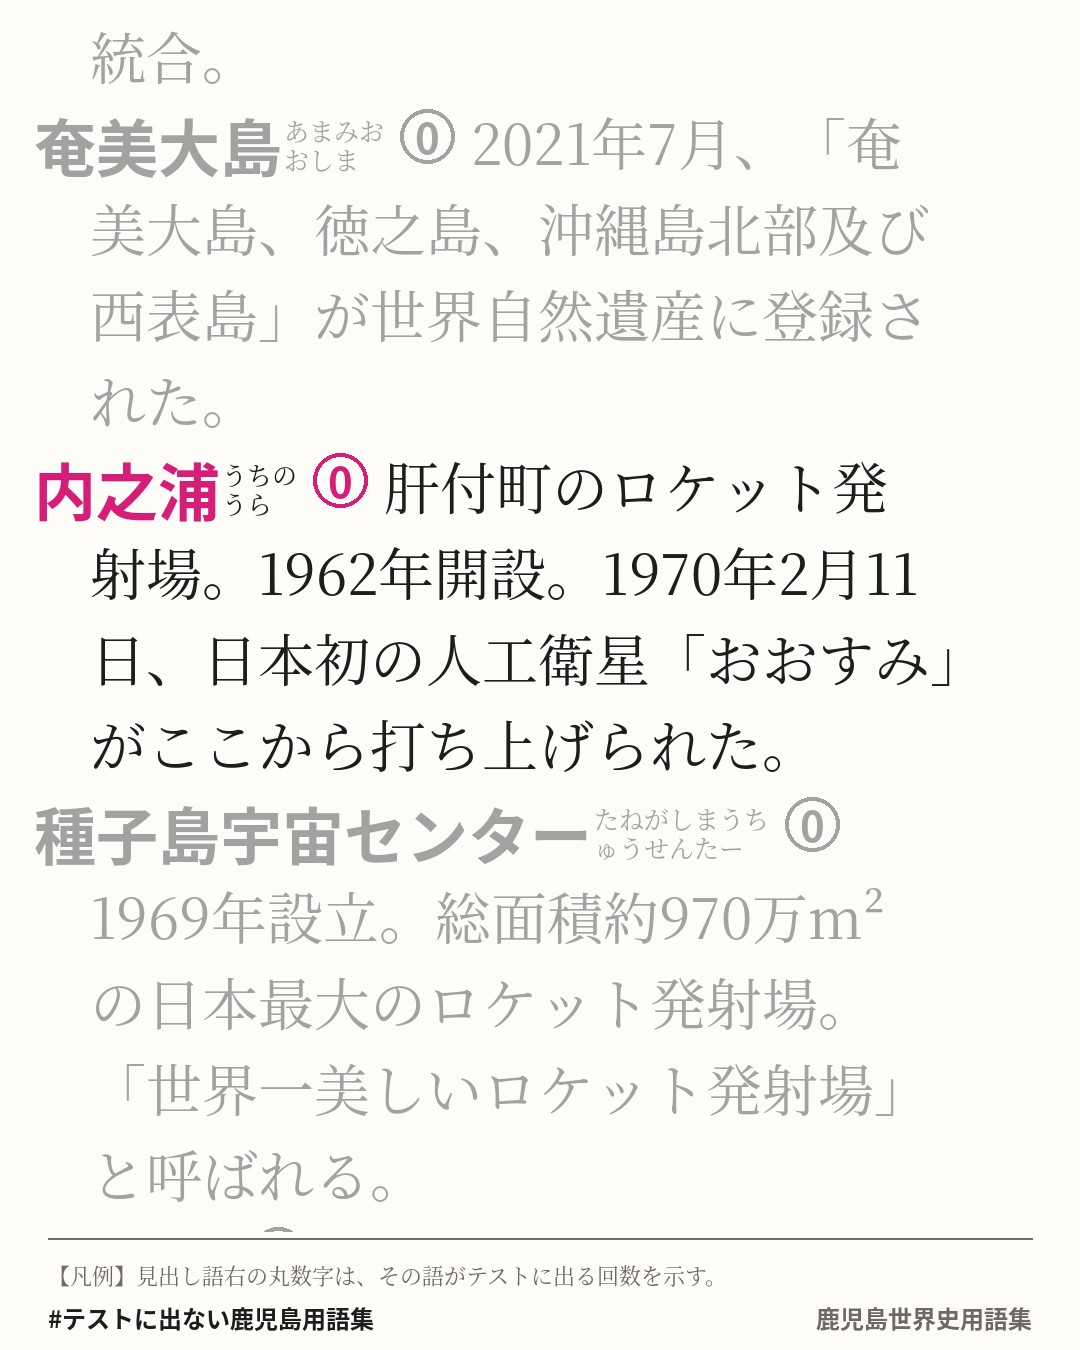 統合。
奄美大島 あまみお
おしま ⓪ 2021年7月、「奄
美大島、徳之島、沖縄島北部及び
西表島」が世界自然遺産に登録さ
れた。
内之浦 うちの
うら ⓪ 肝付町のロケット発
射場。1962年開設。1970年2月11
日、日本初の人工衛星「おおすみ」
がここから打ち上げられた。
種子島宇宙センター たねがしまうち
ゅうせんたー ⓪
1969年設立。総面積約970万m²
の日本最大のロケット発射場。
「世界一美しいロケット発射場」
と呼ばれる。
【凡例】見出し語右の丸数字は、その語がテストに出る回数を示す。
#テストに出ない鹿児島用語集
鹿児島世界史用語集